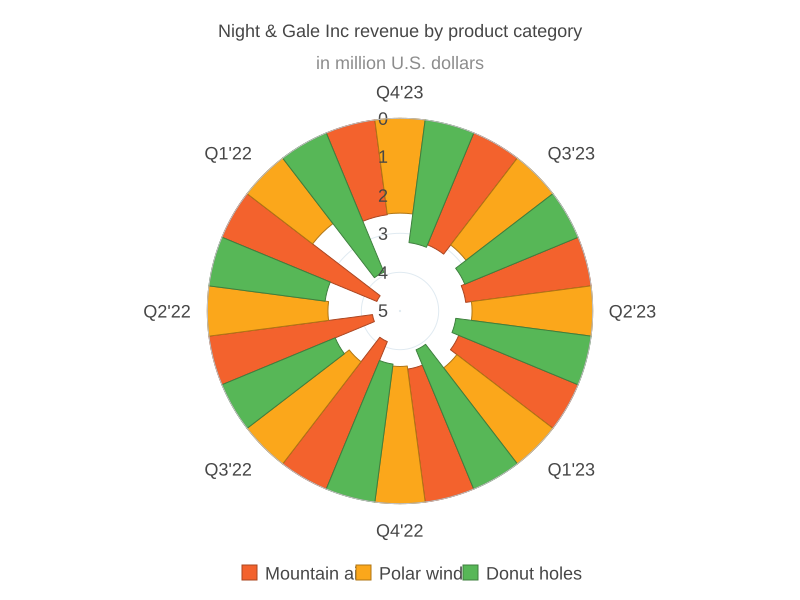 Night & Gale Inc revenue by product category
in million U.S. dollars
Q4'23
0
Q1'22
Q3'23
1
2
3
4
Q2'22
5
Q2'23
Q3'22
Q1'23
Q4'22
Mountain a
Polar wind
Donut holes